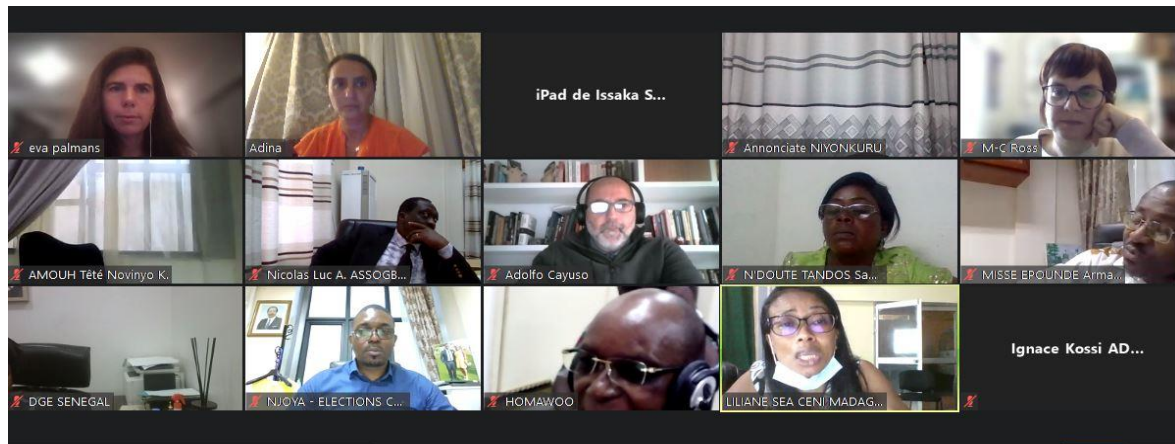 eva palmans
Adina
iPad de Issaka S...
Annonciate NIYONKURU
M-C Ross
AMOUH Têté Novinyo K.
Nicolas Luc A. ASSOGB...
Adolfo Cayuso
N'DOUTE TANDOS Sa...
MISSE EPOUNDE Arma...
DGE SENEGAL
NJOYA - ELECTIONS C...
HOMAWOO
LILIANE SEA CENI MADAG...
Ignace Kossi AD...